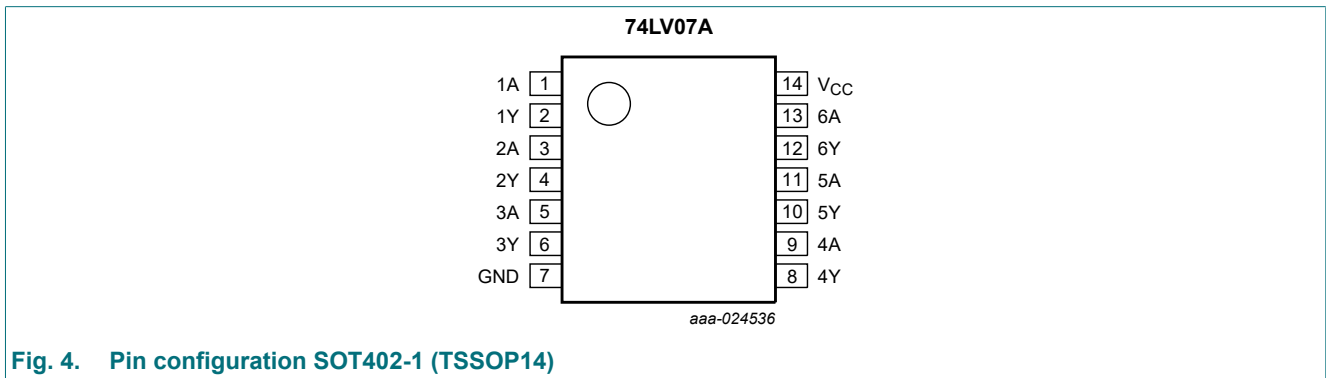 74LV07A
1A 1 14 VCC
1Y 2 13 6A
2A 3 12 6Y
2Y 4 11 5A
3A 5 10 5Y
3Y 6 9 4A
GND 7 8 4Y
aaa-024536
Fig. 4. Pin configuration SOT402-1 (TSSOP14)